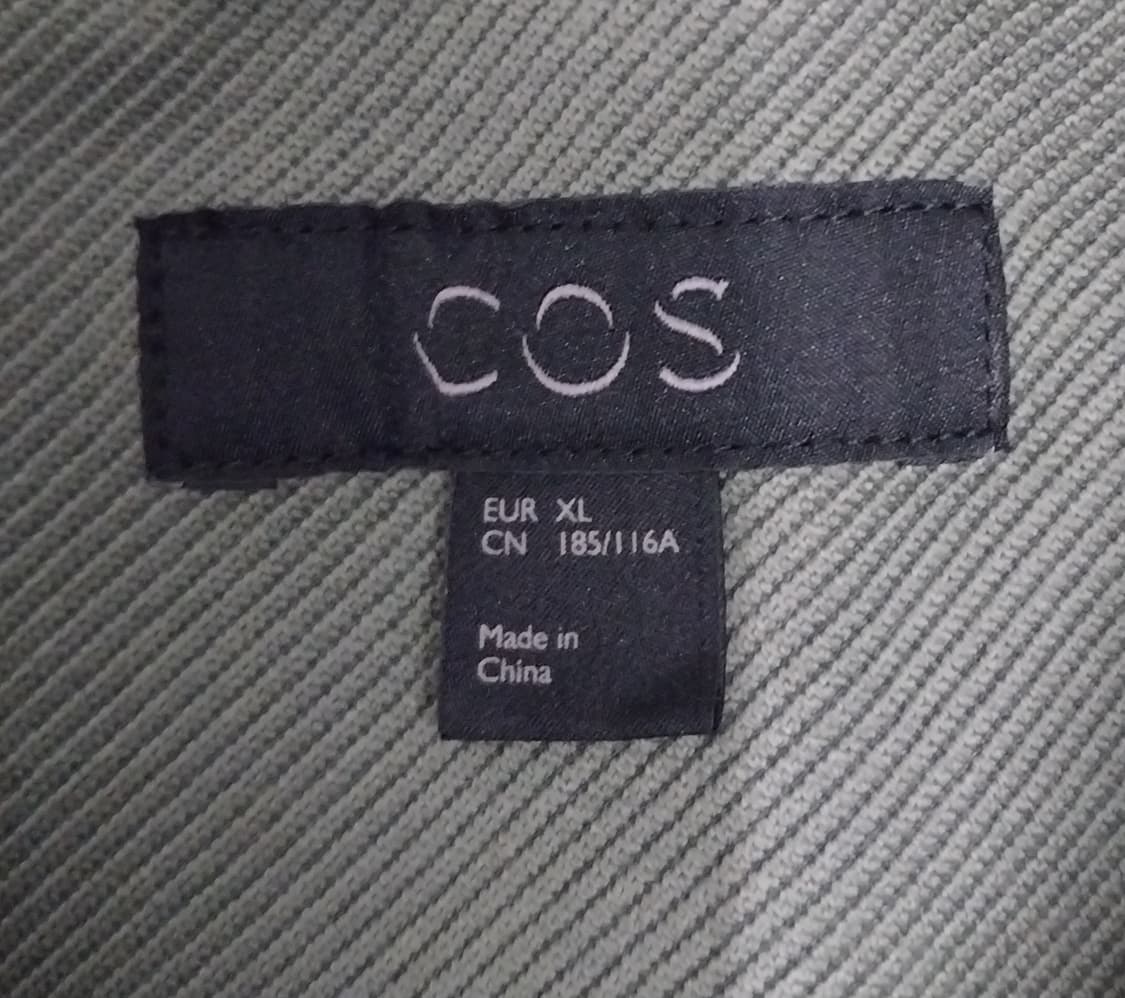 COS
EUR XL
CN 185/116A
Made in
China